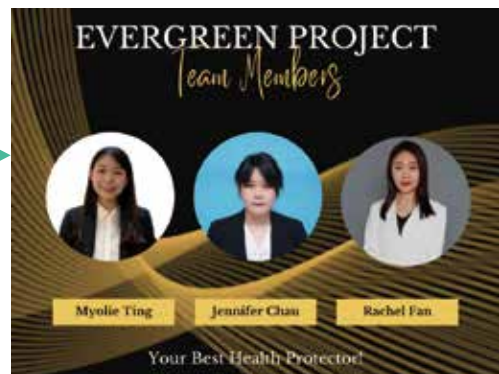 EVERGREEN PROJECT
Team Members
Myolie Ting
Jennifer Chau
Rachel Fan
Your Best Health Protector!